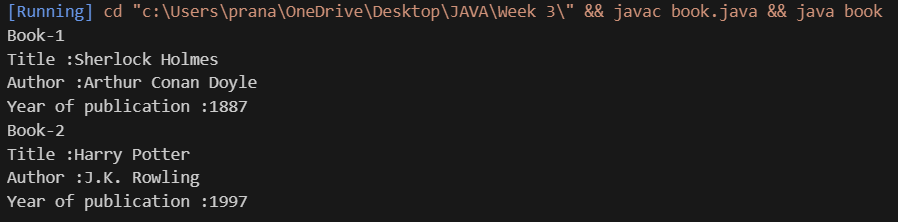 [Running] cd "c:\Users\prana\OneDrive\Desktop\JAVA\Week 3\" && javac book.java && java book
Book-1
Title :Sherlock Holmes
Author :Arthur Conan Doyle
Year of publication :1887
Book-2
Title :Harry Potter
Author :J.K. Rowling
Year of publication :1997